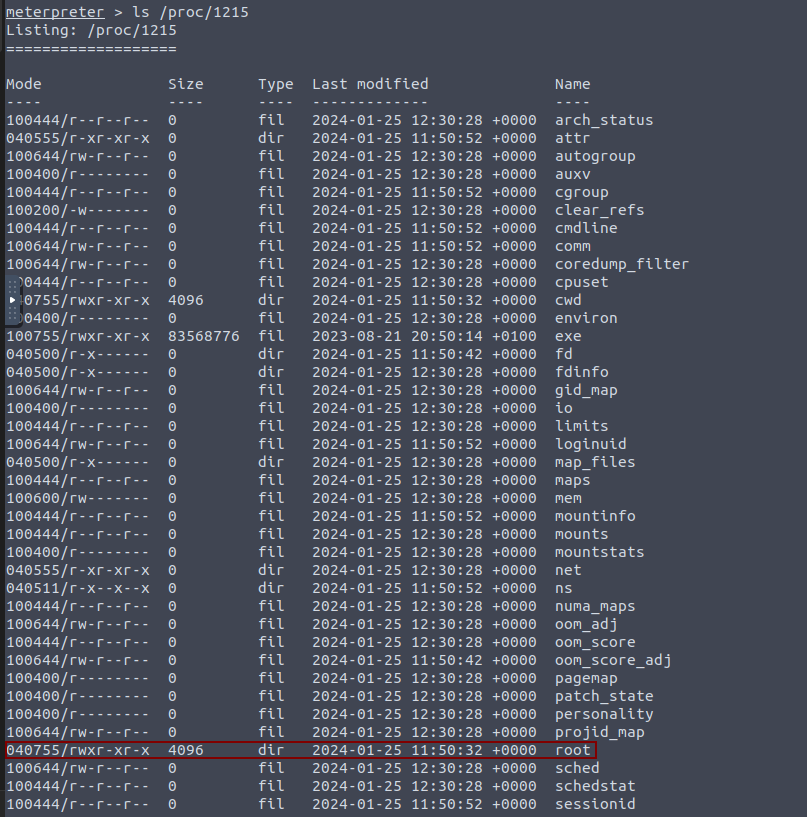 meterpreter > ls /proc/1215
Listing: /proc/1215
===================
Mode Size Type Last modified Name
---- ---- ---- ------------- ----
100444/r--r--r-- 0 fil 2024-01-25 12:30:28 +0000 arch_status
040555/r-xr-xr-x 0 dir 2024-01-25 11:50:52 +0000 attr
100644/rw-r--r-- 0 fil 2024-01-25 12:30:28 +0000 autogroup
100400/r-------- 0 fil 2024-01-25 12:30:28 +0000 auxv
100444/r--r--r-- 0 fil 2024-01-25 11:50:52 +0000 cgroup
100200/-w------- 0 fil 2024-01-25 12:30:28 +0000 clear_refs
100444/r--r--r-- 0 fil 2024-01-25 11:50:52 +0000 cmdline
100644/rw-r--r-- 0 fil 2024-01-25 11:50:52 +0000 comm
100644/rw-r--r-- 0 fil 2024-01-25 12:30:28 +0000 coredump_filter
00444/r--r--r-- 0 fil 2024-01-25 12:30:28 +0000 cpuset
0755/rwxr-xr-x 4096 dir 2024-01-25 11:50:32 +0000 cwd
00400/r-------- 0 fil 2024-01-25 12:30:28 +0000 environ
100755/rwxr-xr-x 83568776 fil 2023-08-21 20:50:14 +0100 exe
040500/r-x------ 0 dir 2024-01-25 11:50:42 +0000 fd
040500/r-x------ 0 dir 2024-01-25 12:30:28 +0000 fdinfo
100644/rw-r--r-- 0 fil 2024-01-25 12:30:28 +0000 gid_map
100400/r-------- 0 fil 2024-01-25 12:30:28 +0000 io
100444/r--r--r-- 0 fil 2024-01-25 12:30:28 +0000 limits
100644/rw-r--r-- 0 fil 2024-01-25 11:50:52 +0000 loginuid
040500/r-x------ 0 dir 2024-01-25 12:30:28 +0000 map_files
100444/r--r--r-- 0 fil 2024-01-25 12:30:28 +0000 maps
100600/rw------- 0 fil 2024-01-25 12:30:28 +0000 mem
100444/r--r--r-- 0 fil 2024-01-25 11:50:52 +0000 mountinfo
100444/r--r--r-- 0 fil 2024-01-25 12:30:28 +0000 mounts
100400/r-------- 0 fil 2024-01-25 12:30:28 +0000 mountstats
040555/r-xr-xr-x 0 dir 2024-01-25 12:30:28 +0000 net
040511/r-x--x--x 0 dir 2024-01-25 11:50:52 +0000 ns
100444/r--r--r-- 0 fil 2024-01-25 12:30:28 +0000 numa_maps
100644/rw-r--r-- 0 fil 2024-01-25 12:30:28 +0000 oom_adj
100444/r--r--r-- 0 fil 2024-01-25 12:30:28 +0000 oom_score
100644/rw-r--r-- 0 fil 2024-01-25 11:50:42 +0000 oom_score_adj
100400/r-------- 0 fil 2024-01-25 12:30:28 +0000 pagemap
100400/r-------- 0 fil 2024-01-25 12:30:28 +0000 patch_state
100400/r-------- 0 fil 2024-01-25 12:30:28 +0000 personality
100644/rw-r--r-- 0 fil 2024-01-25 12:30:28 +0000 projid_map
040755/rwxr-xr-x 4096 dir 2024-01-25 11:50:32 +0000 root
100644/rw-r--r-- 0 fil 2024-01-25 12:30:28 +0000 sched
100444/r--r--r-- 0 fil 2024-01-25 12:30:28 +0000 schedstat
100444/r--r--r-- 0 fil 2024-01-25 11:50:52 +0000 sessionid